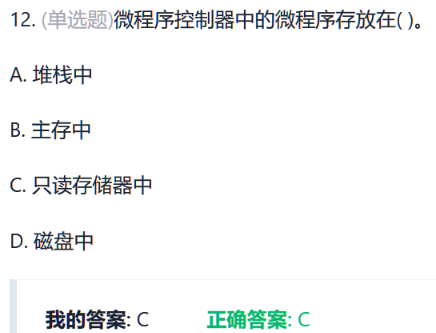 12. (单选题)微程序控制器中的微程序存放在( )。
A. 堆栈中
B. 主存中
C. 只读存储器中
D. 磁盘中
我的答案: C 正确答案: C